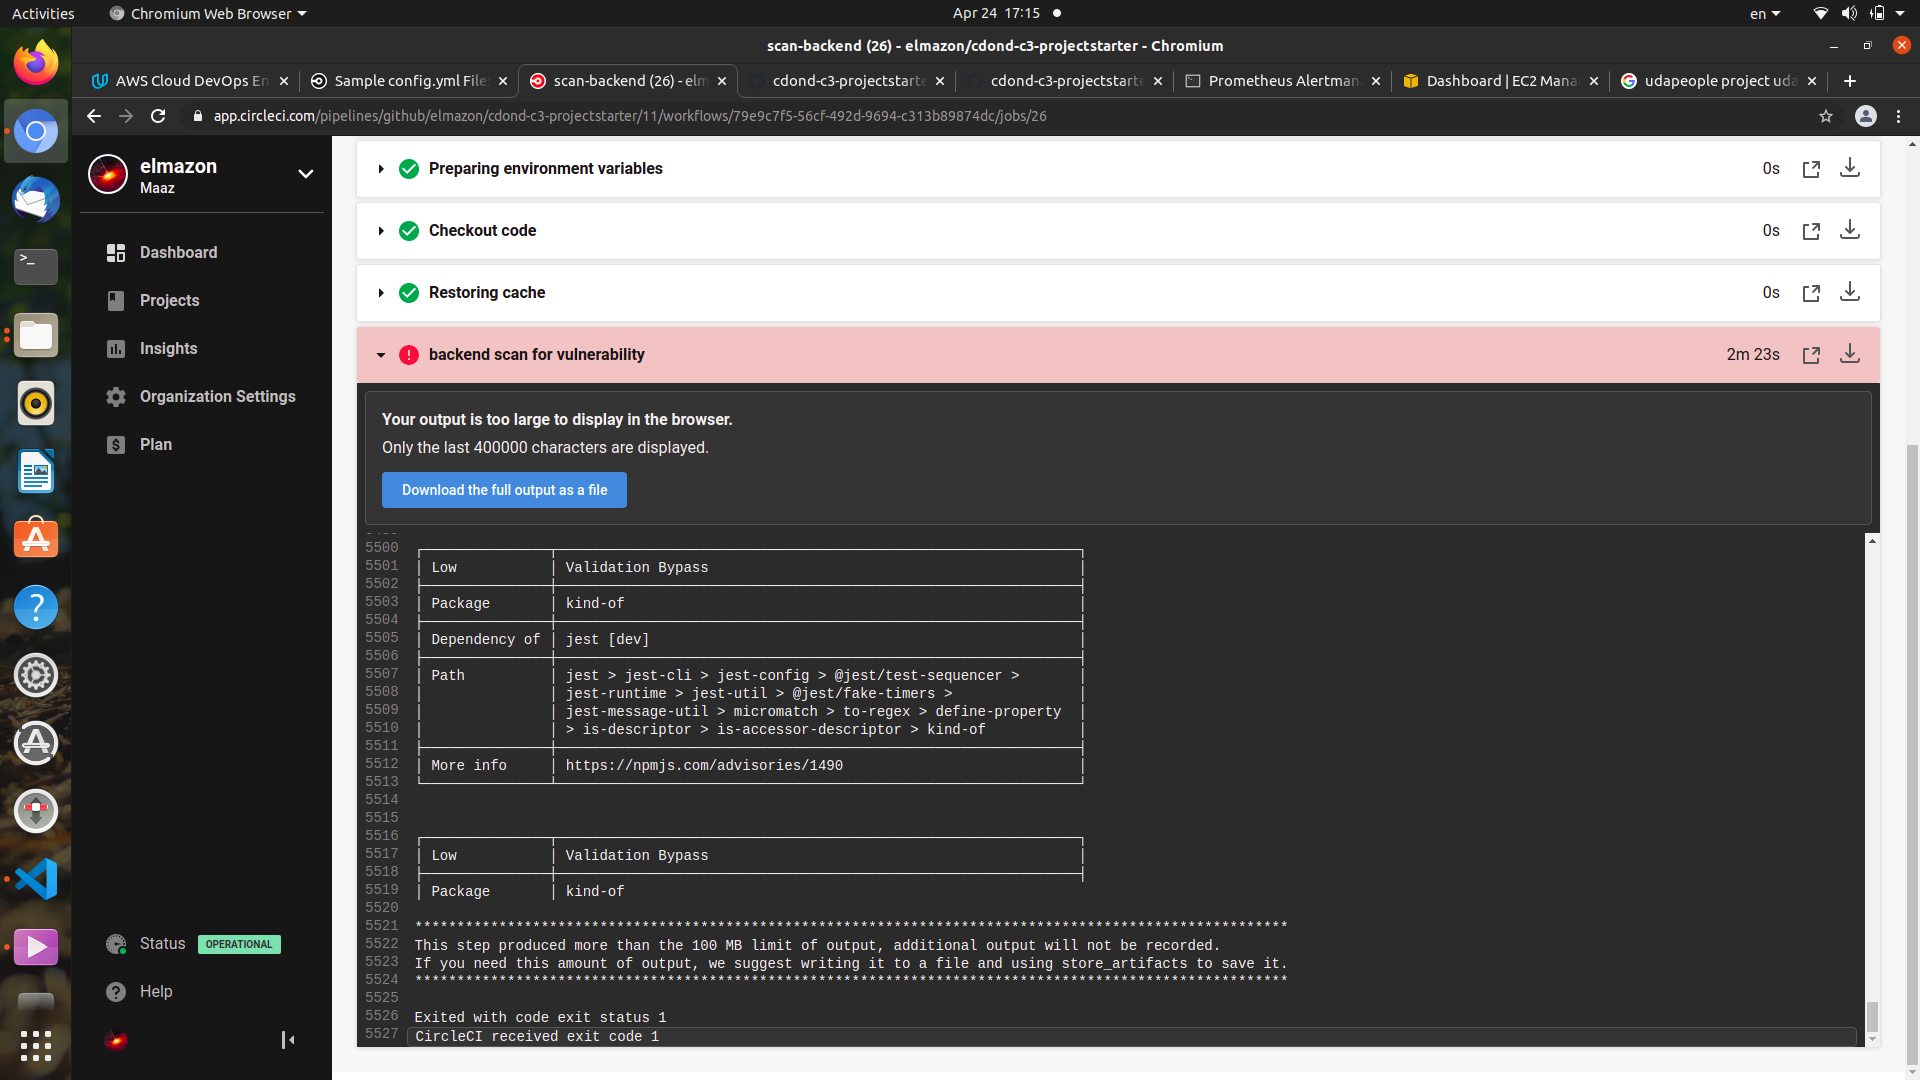 Activities
Chromium Web Browser
Apr 24 17:15
en
scan-backend (26) - elmazon/cdond-c3-projectstarter - Chromium
AWS Cloud DevOps En
Sample config.yml File
scan-backend (26) - elm
cdond-c3-projectstarte
cdond-c3-projectstarte
Prometheus Alertman
Dashboard | EC2 Mana
udapeople project uda
app.circleci.com/pipelines/github/elmazon/cdond-c3-projectstarter/11/workflows/79e9c7f5-56cf-492d-9694-c313b89874dc/jobs/26
elmazon
Maaz
Dashboard
Projects
Insights
Organization Settings
Plan
Status OPERATIONAL
Help
Preparing environment variables 0s
Checkout code 0s
Restoring cache 0s
backend scan for vulnerability 2m 23s
Your output is too large to display in the browser.
Only the last 400000 characters are displayed.
Download the full output as a file
5500
5501 Low Validation Bypass
5502
5503 Package kind-of
5504
5505 Dependency of jest [dev]
5506
5507 Path jest > jest-cli > jest-config > @jest/test-sequencer >
5508 jest-runtime > jest-util > @jest/fake-timers >
5509 jest-message-util > micromatch > to-regex > define-property
5510 > is-descriptor > is-accessor-descriptor > kind-of
5511
5512 More info https://npmjs.com/advisories/1490
5513
5514
5515
5516
5517 Low Validation Bypass
5518
5519 Package kind-of
5520
5521 ********************************************************************************************************
5522 This step produced more than the 100 MB limit of output, additional output will not be recorded.
5523 If you need this amount of output, we suggest writing it to a file and using store_artifacts to save it.
5524 ********************************************************************************************************
5525
5526 Exited with code exit status 1
5527 CircleCI received exit code 1